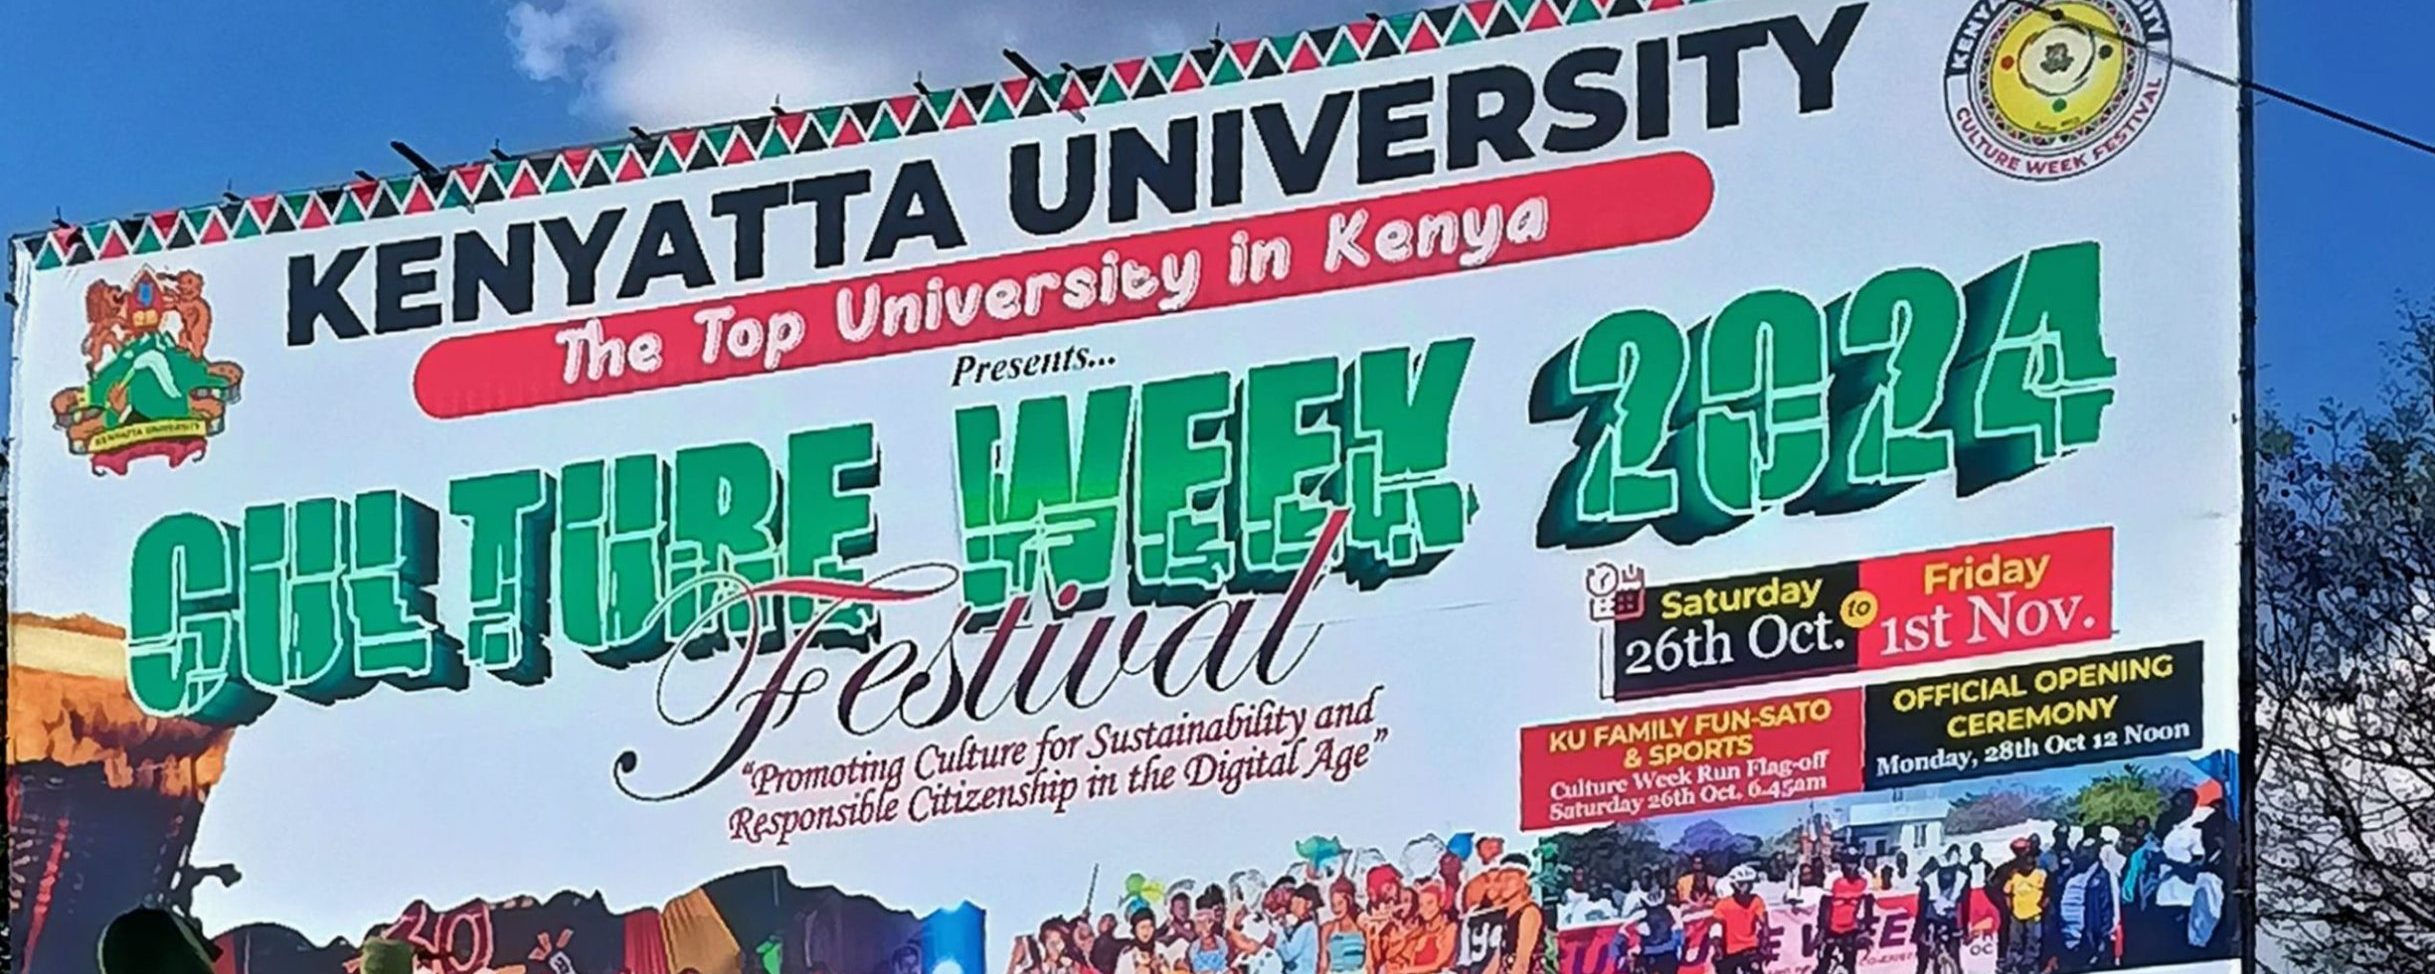 KENYATTA UNIVERSITY
The Top University in Kenya
Presents...
CULTURE WEEK 2024
Festival
"Promoting Culture for Sustainability and
Responsible Citizenship in the Digital Age"
Saturday
26th Oct.
to
Friday
1st Nov.
KU FAMILY FUN-SATO
& SPORTS
Culture Week Run Flag-off
Saturday 26th Oct, 6.45am
OFFICIAL OPENING
CEREMONY
Monday, 28th Oct 12 Noon
KENYATTA UNIVERSITY
CULTURE WEEK FESTIVAL